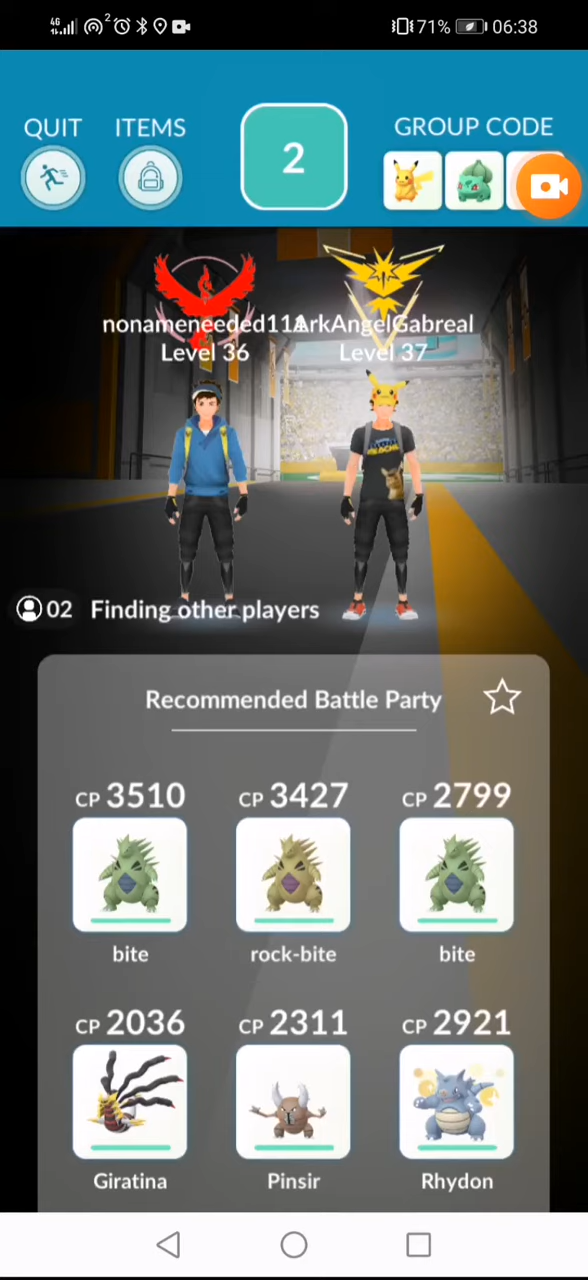 4G 2 71% 06:38
QUIT ITEMS 2 GROUP CODE
nonameneeded11 ArkAngelGabreal
Level 36 Level 37
02 Finding other players
Recommended Battle Party
CP 3510 CP 3427 CP 2799
bite rock-bite bite
CP 2036 CP 2311 CP 2921
Giratina Pinsir Rhydon